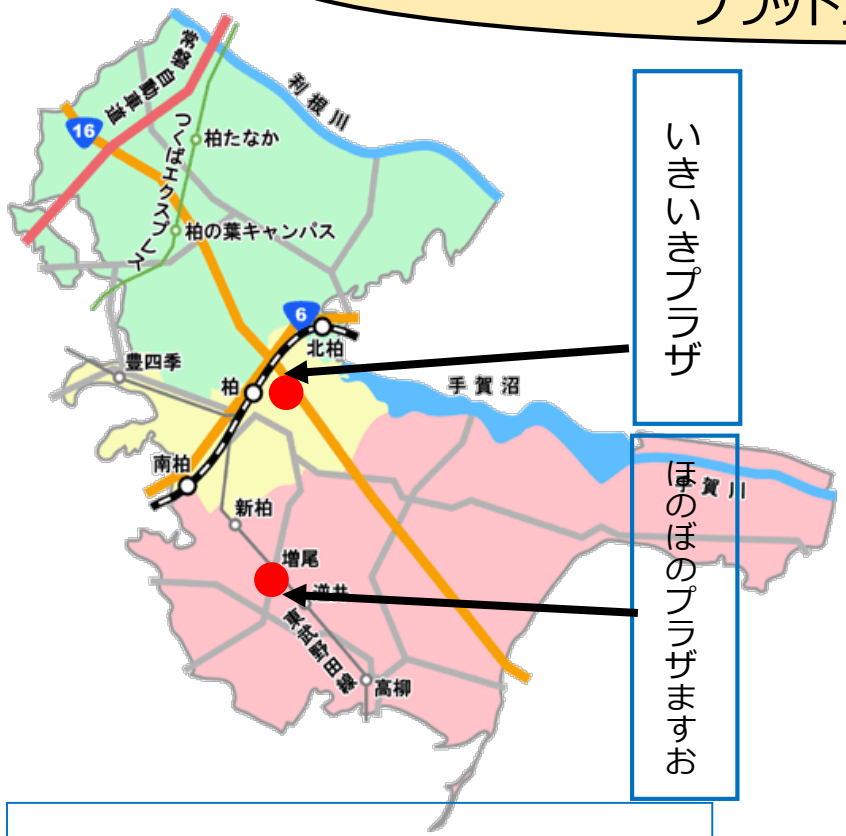 プラット
常磐自動車道
利根川
16
つくばエクスプレス
柏たなか
柏の葉キャンパス
いきいきプラザ
6
北柏
豊四季
柏
手賀沼
南柏
手賀川
ほのぼのプラザますお
新柏
増尾
逆井
東武野田線
高柳